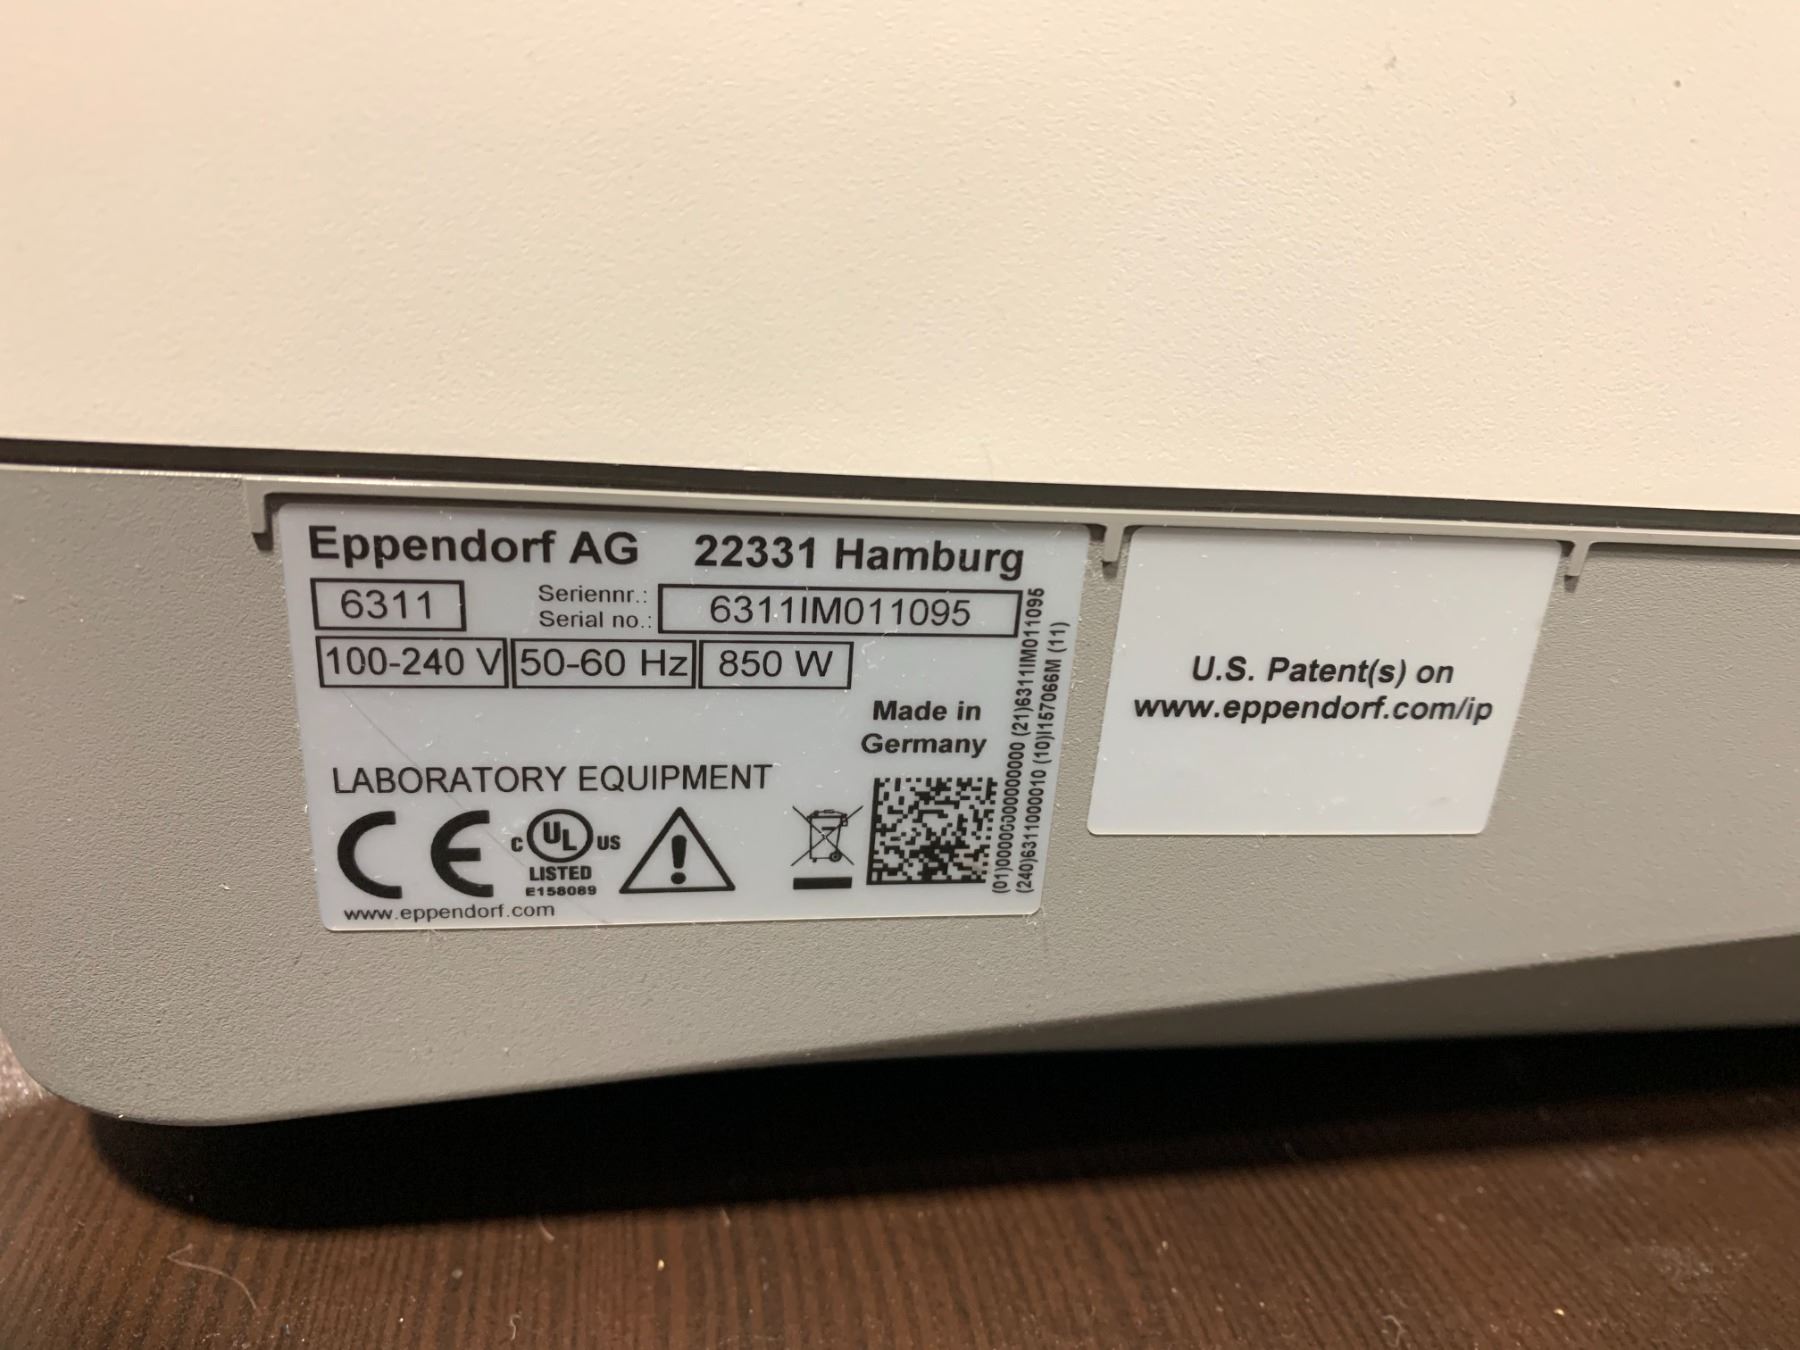 Eppendorf AG 22331 Hamburg
6311 Seriennr.: 6311IM011095
Serial no.:
100-240 V 50-60 Hz 850 W
Made in
Germany
LABORATORY EQUIPMENT
CE c UL US
LISTED
E158089
www.eppendorf.com
(01)00000000000000 (21)6311IM011095
(240)6311000010 (10)I157066M (11)
U.S. Patent(s) on
www.eppendorf.com/ip